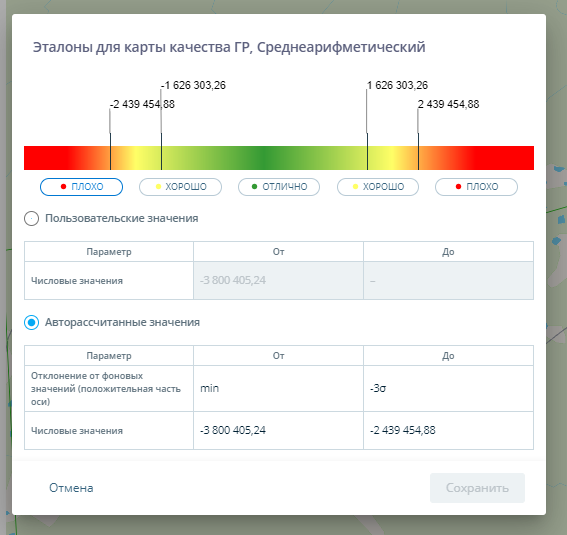 Эталоны для карты качества ГР, Среднеарифметический
-1 626 303,26
1 626 303,26
-2 439 454,88
2 439 454,88
ПЛОХО
ХОРОШО
ОТЛИЧНО
ХОРОШО
ПЛОХО
Пользовательские значения
Параметр
От
До
Числовые значения
-3 800 405,24
–
Авторассчитанные значения
Параметр
От
До
Отклонение от фоновых
значений (положительная часть
оси)
min
-3σ
Числовые значения
-3 800 405,24
-2 439 454,88
Отмена
Сохранить